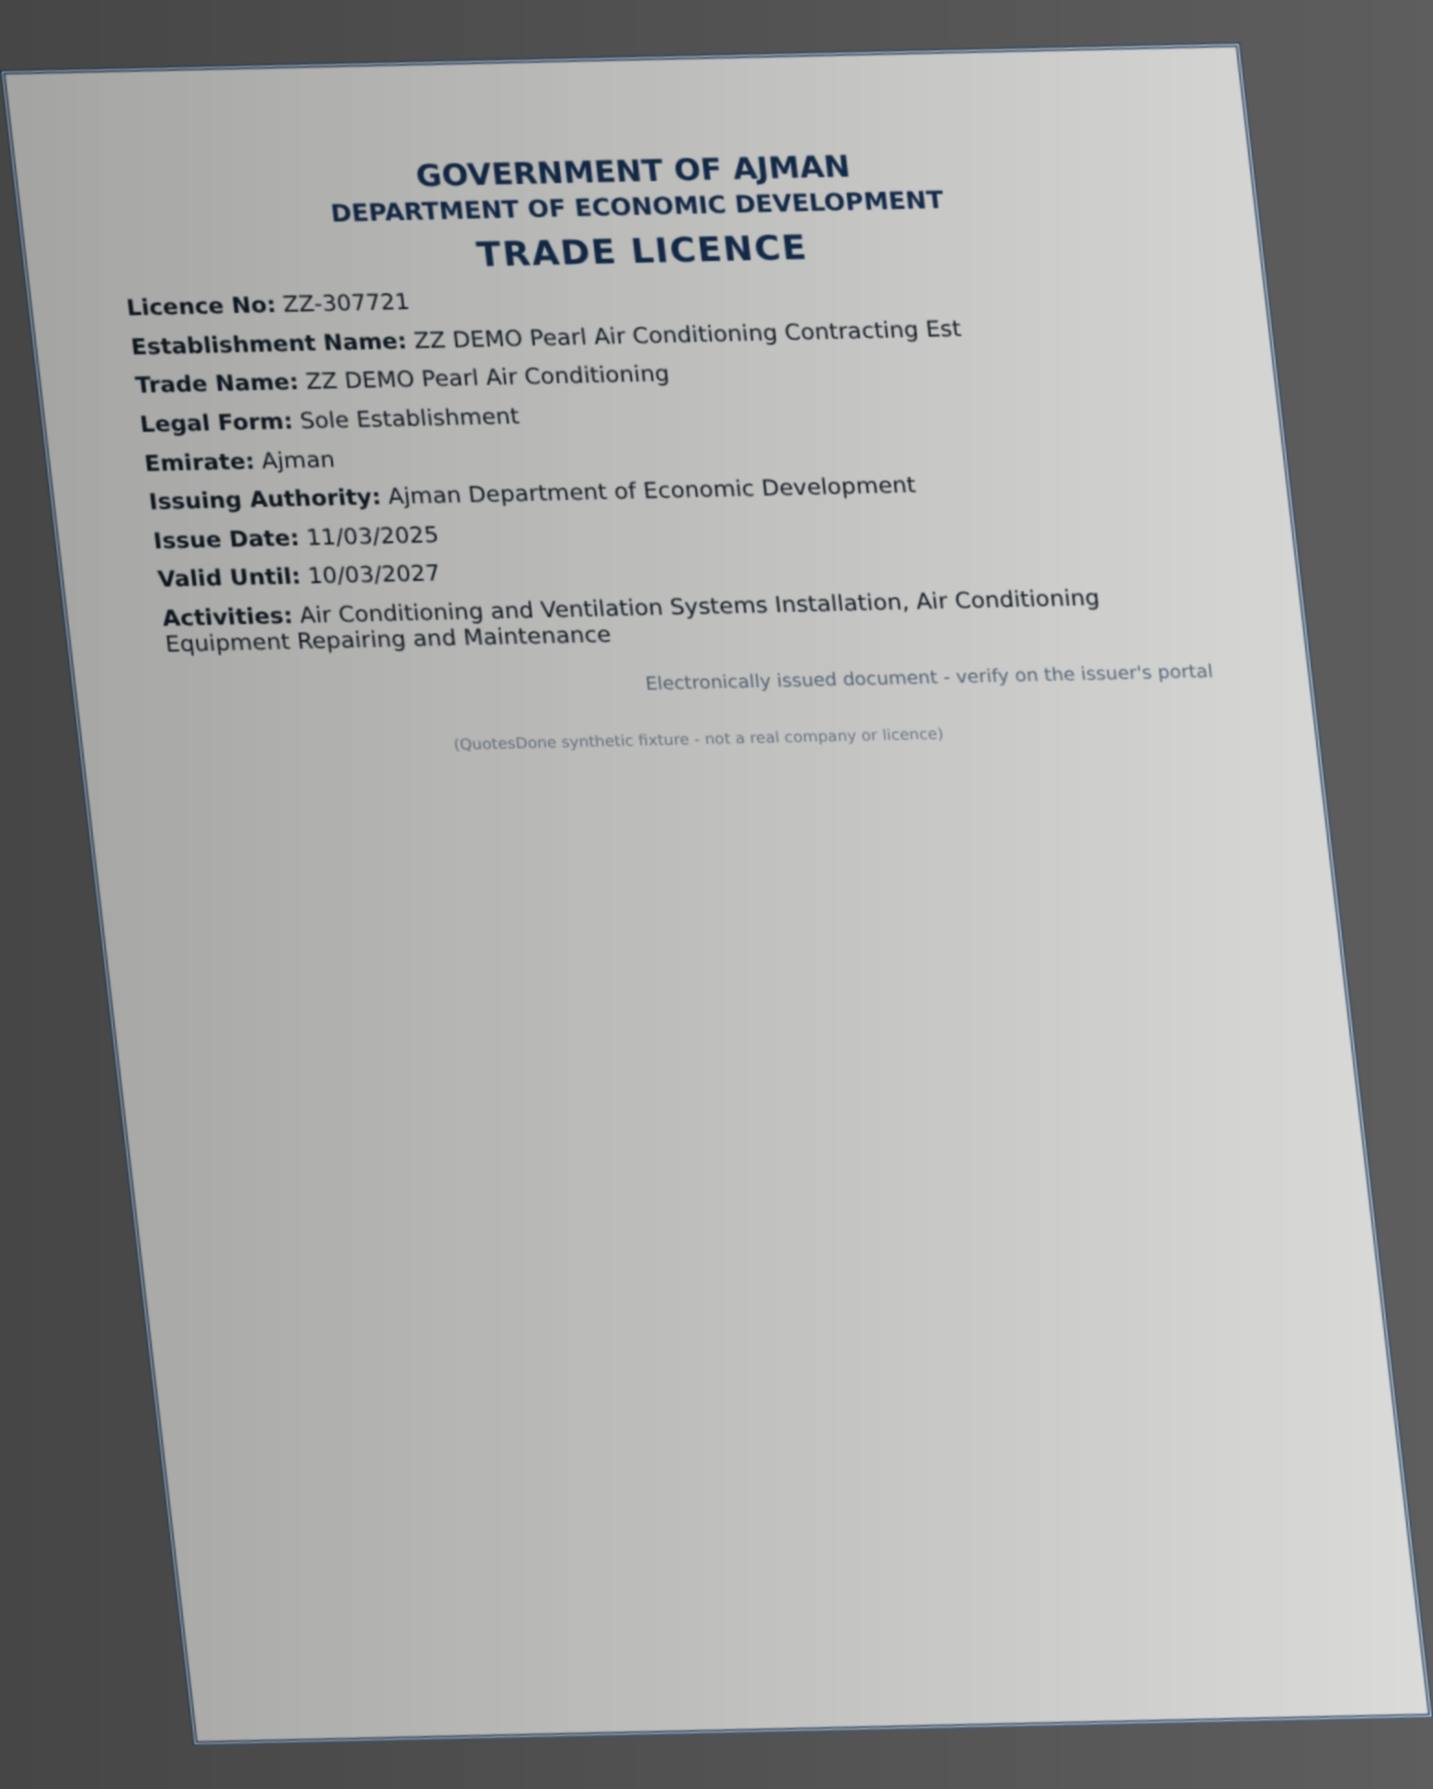 GOVERNMENT OF AJMAN
DEPARTMENT OF ECONOMIC DEVELOPMENT
TRADE LICENCE
Licence No: ZZ-307721
Establishment Name: ZZ DEMO Pearl Air Conditioning Contracting Est
Trade Name: ZZ DEMO Pearl Air Conditioning
Legal Form: Sole Establishment
Emirate: Ajman
Issuing Authority: Ajman Department of Economic Development
Issue Date: 11/03/2025
Valid Until: 10/03/2027
Activities: Air Conditioning and Ventilation Systems Installation, Air Conditioning
Equipment Repairing and Maintenance
Electronically issued document - verify on the issuer's portal
(QuotesDone synthetic fixture - not a real company or licence)